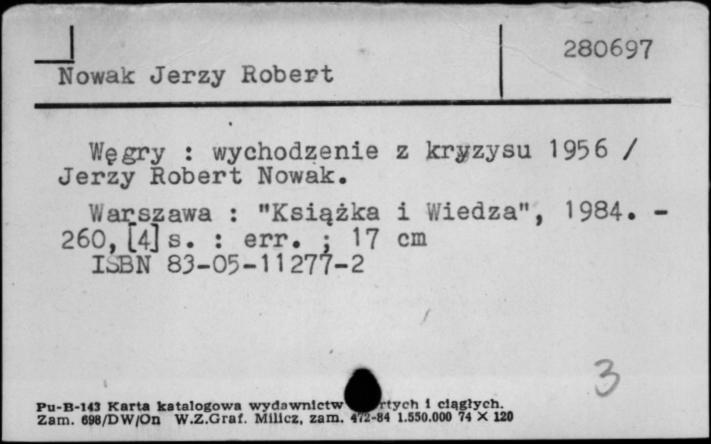 280697
Nowak Jerzy Robert
Węgry : wychodzenie z kryzysu 1956 /
Jerzy Robert Nowak.
Warszawa : "Książka i Wiedza", 1984. -
260, [4] s. : err. ; 17 cm
ISBN 83-05-11277-2
3
Pu-B-143 Karta katalogowa wydawnictw rtych i ciągłych.
Zam. 698/DW/On W.Z.Graf. Milicz, zam. 472-84 1.550.000 74 X 120